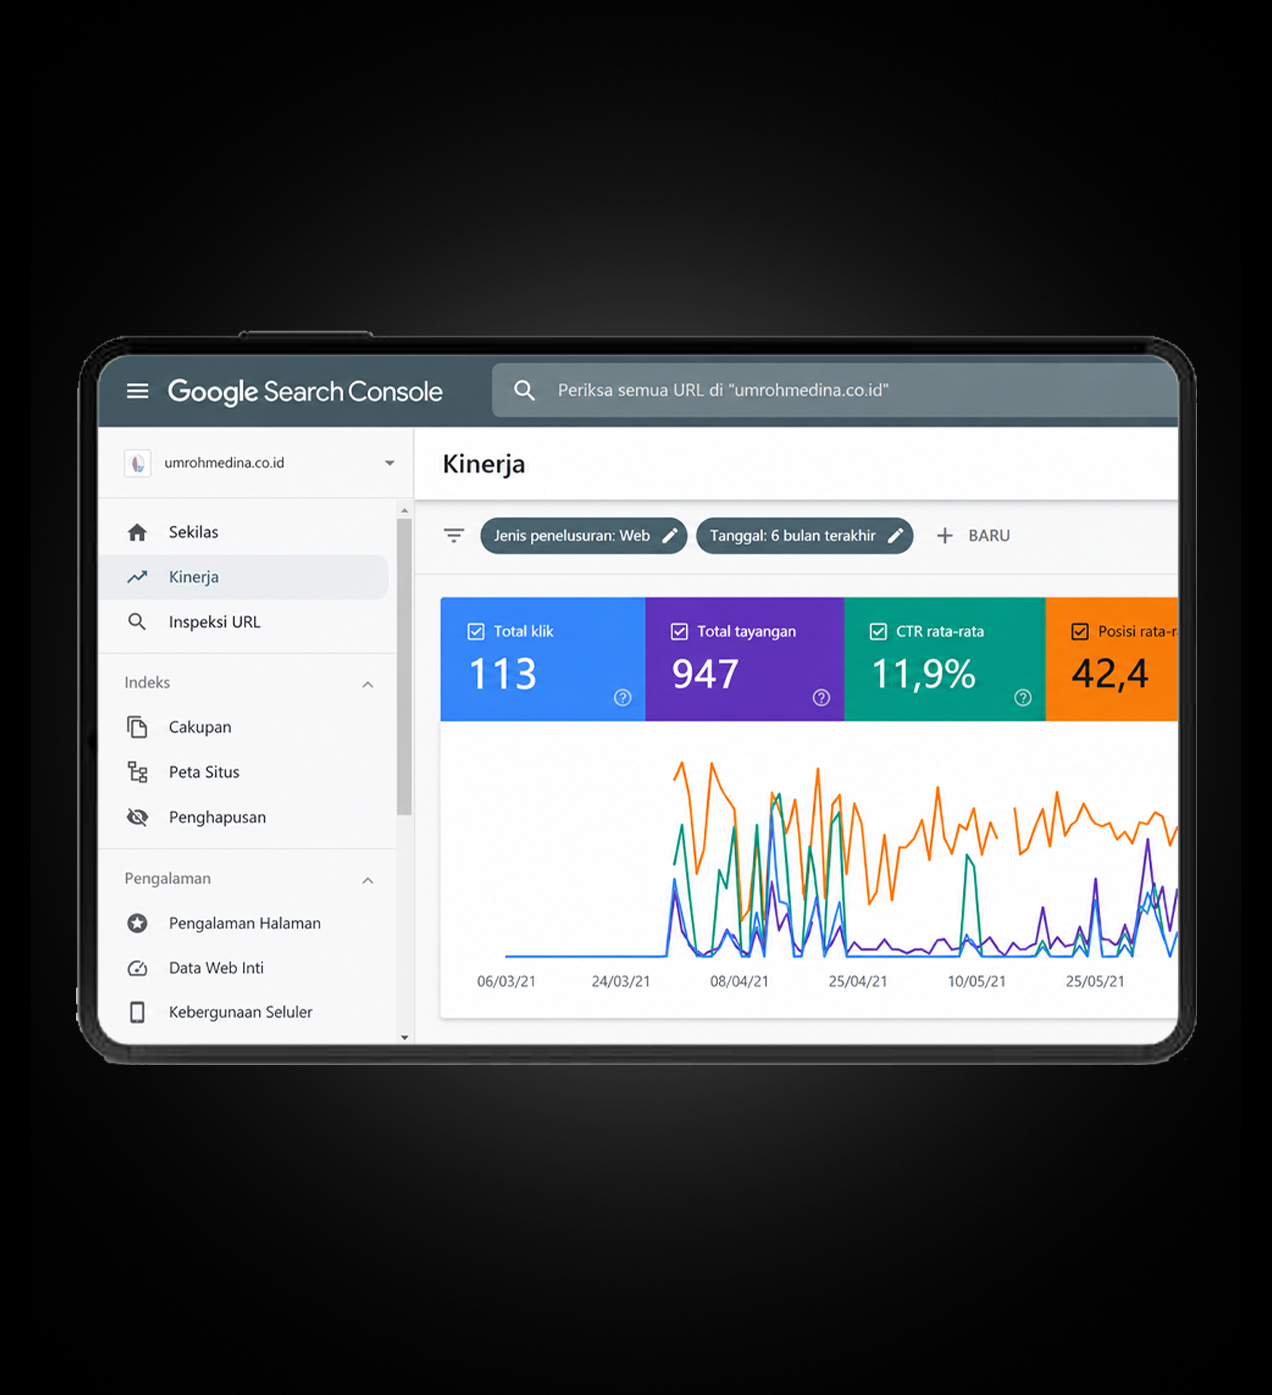 Google Search Console
Periksa semua URL di "umrohmedina.co.id"
umrohmedina.co.id
Sekilas
Kinerja
Inspeksi URL
Indeks
Cakupan
Peta Situs
Penghapusan
Pengalaman
Pengalaman Halaman
Data Web Inti
Kebergunaan Seluler
Kinerja
Jenis penelusuran: Web
Tanggal: 6 bulan terakhir
+ BARU
Total klik
113
Total tayangan
947
CTR rata-rata
11,9%
Posisi rata-r
42,4
06/03/21
24/03/21
08/04/21
25/04/21
10/05/21
25/05/21